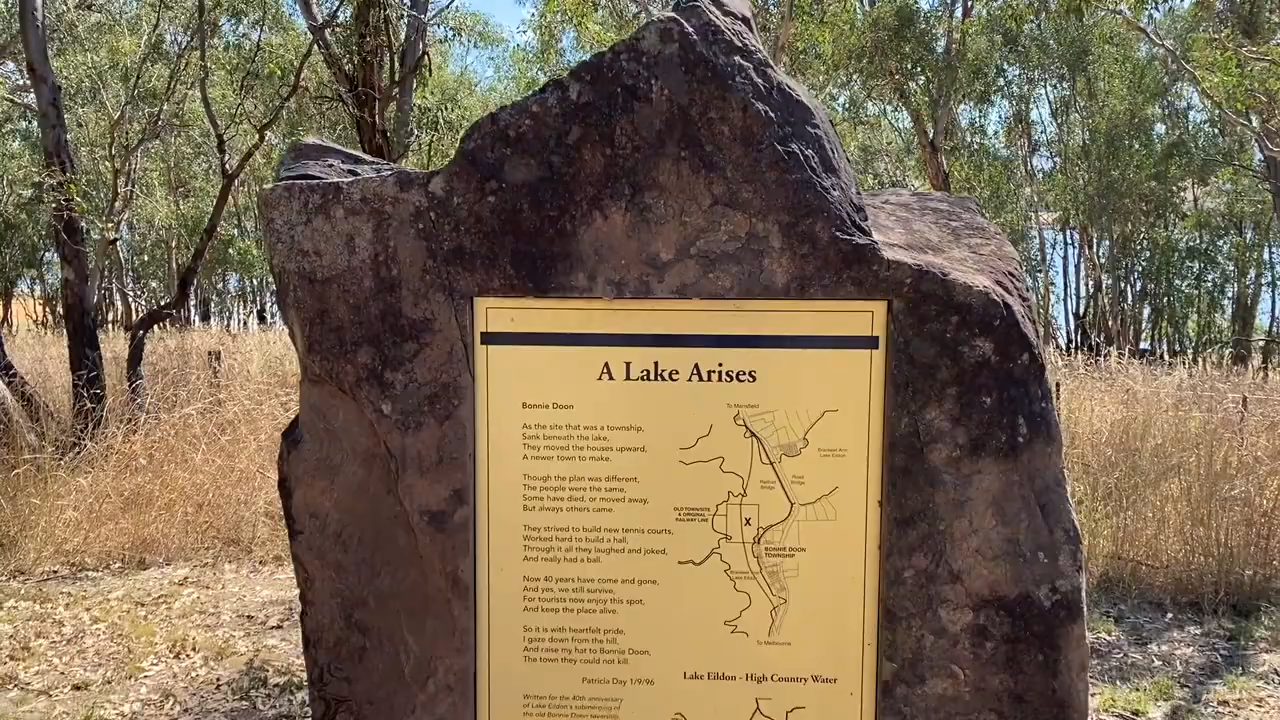 A Lake Arises
Bonnie Doon
As the site that was a township,
Sank beneath the lake,
They moved the houses upward,
A newer town to make.
Though the plan was different,
The people were the same,
Some have died, or moved away,
But always others came.
They strived to build new tennis courts,
Worked hard to build a hall,
Through it all they laughed and joked,
And really had a ball.
Now 40 years have come and gone,
And yes, we still survive,
For tourists now enjoy this spot,
And keep the place alive.
So it is with heartfelt pride,
I gaze down from the hill,
And raise my hat to Bonnie Doon,
The town they could not kill.
Patricia Day 1/9/96
Written for the 40th anniversary
of Lake Eildon's submerging of
the old Bonnie Doon township
To Mansfield
Brankeet Arm
Lake Eildon
Railway
Bridge
Road
Bridge
OLD TOWNSITE
& ORIGINAL
RAILWAY LINE
X
BONNIE DOON
TOWNSHIP
Brankeet Arm
Lake Eildon
To Melbourne
Lake Eildon - High Country Water